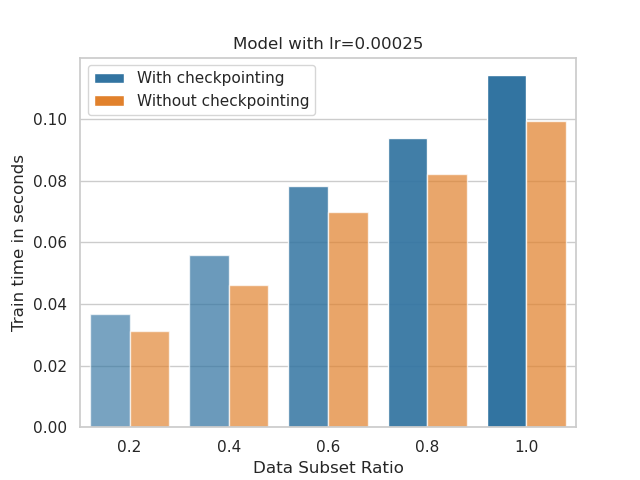 Model with lr=0.00025
With checkpointing
Without checkpointing
Train time in seconds
0.10
0.08
0.06
0.04
0.02
0.00
0.2 0.4 0.6 0.8 1.0
Data Subset Ratio